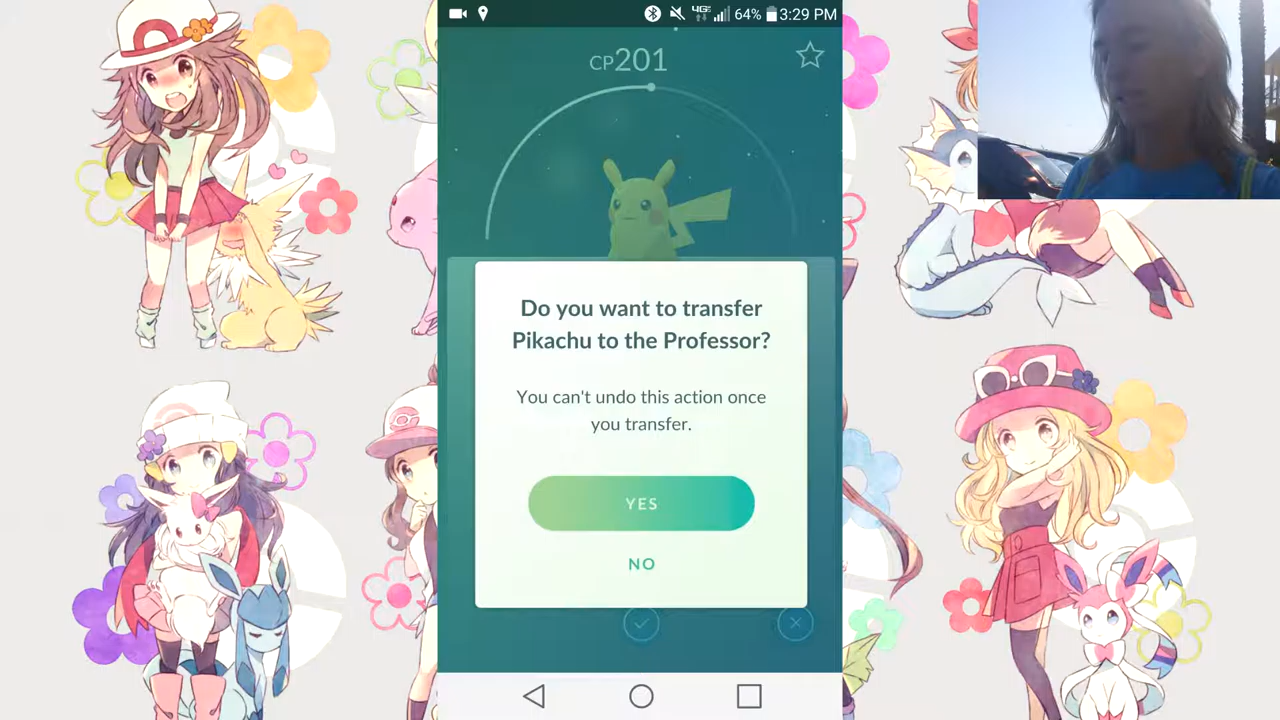 4GE 64% 3:29 PM
CP201
Do you want to transfer
Pikachu to the Professor?
You can't undo this action once
you transfer.
YES
NO